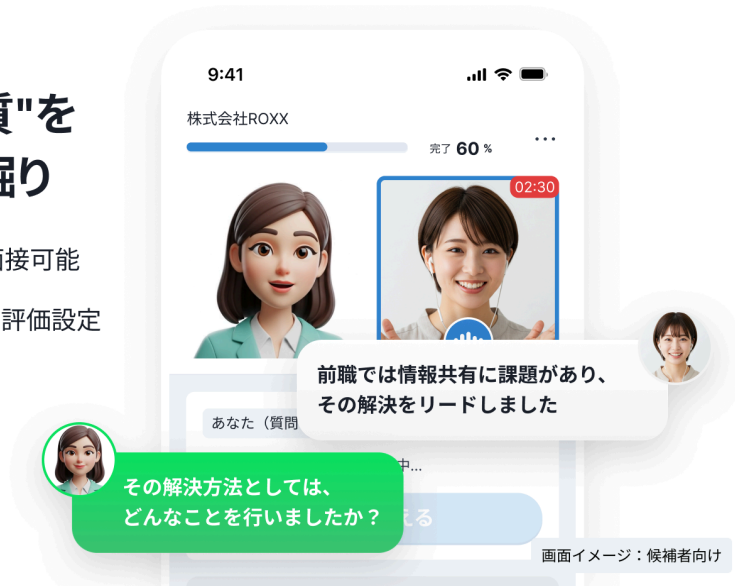 質"を
掘り
面接可能
評価設定
9:41
株式会社ROXX
完了 60 %
02:30
前職では情報共有に課題があり、
その解決をリードしました
あなた（質問
中...
その解決方法としては、
どんなことを行いましたか？
える
画面イメージ：候補者向け